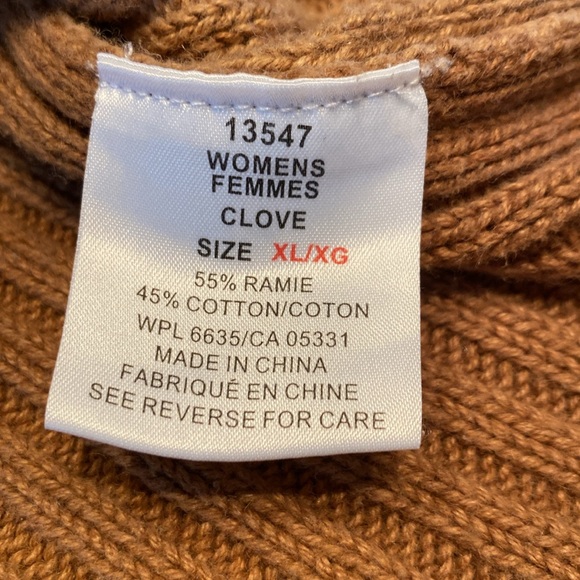 13547
WOMENS
FEMMES
CLOVE
SIZE XL/XG
55% RAMIE
45% COTTON/COTON
WPL 6635/CA 05331
MADE IN CHINA
FABRIQUÉ EN CHINE
SEE REVERSE FOR CARE